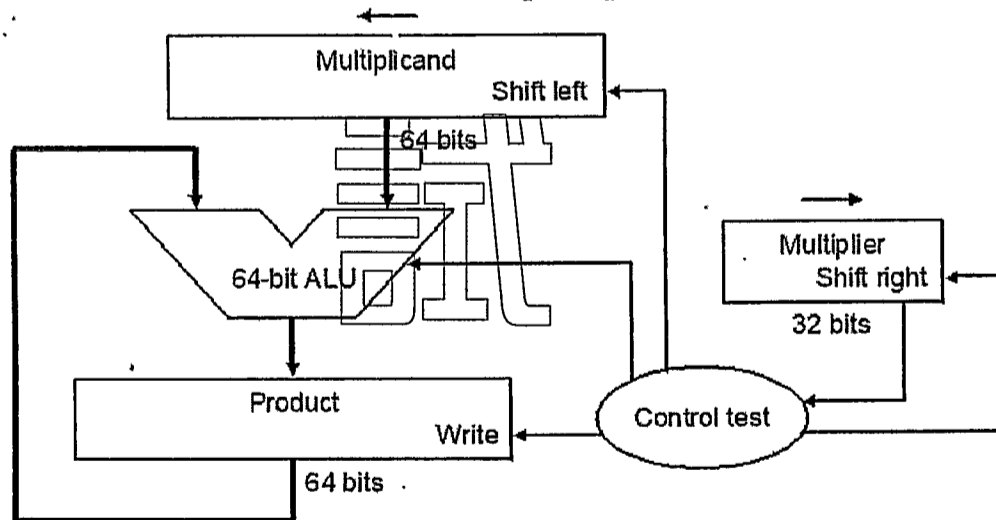 Multiplicand
Shift left
64 bits
64-bit ALU
Multiplier
Shift right
32 bits
Product
Write
Control test
64 bits